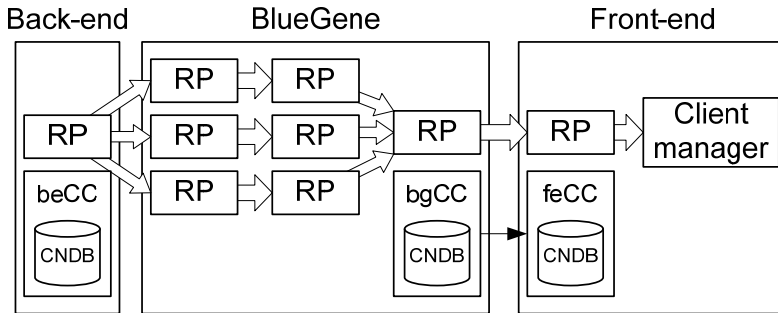 Back-end
BlueGene
Front-end
RP
RP
RP
RP
RP
RP
RP
RP
RP
Client
manager
beCC
CNDB
bgCC
CNDB
feCC
CNDB